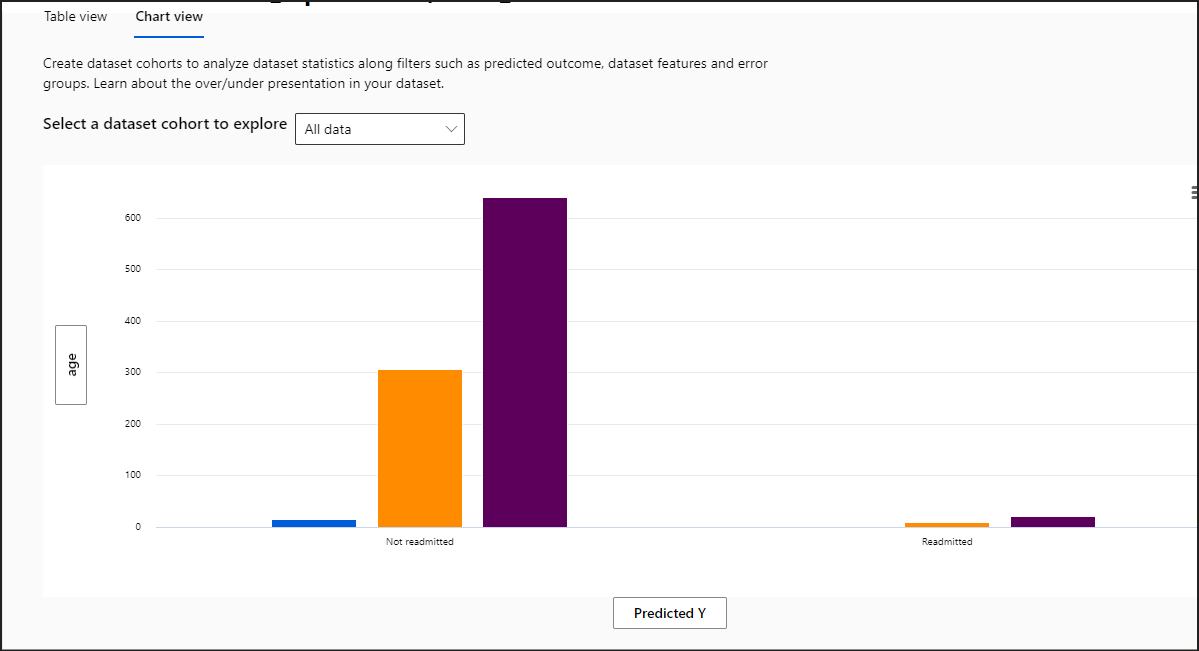 Table view
Chart view
Create dataset cohorts to analyze dataset statistics along filters such as predicted outcome, dataset features and error
groups. Learn about the over/under presentation in your dataset.
Select a dataset cohort to explore
All data
600
500
400
300
200
100
0
age
Not readmitted
Readmitted
Predicted Y